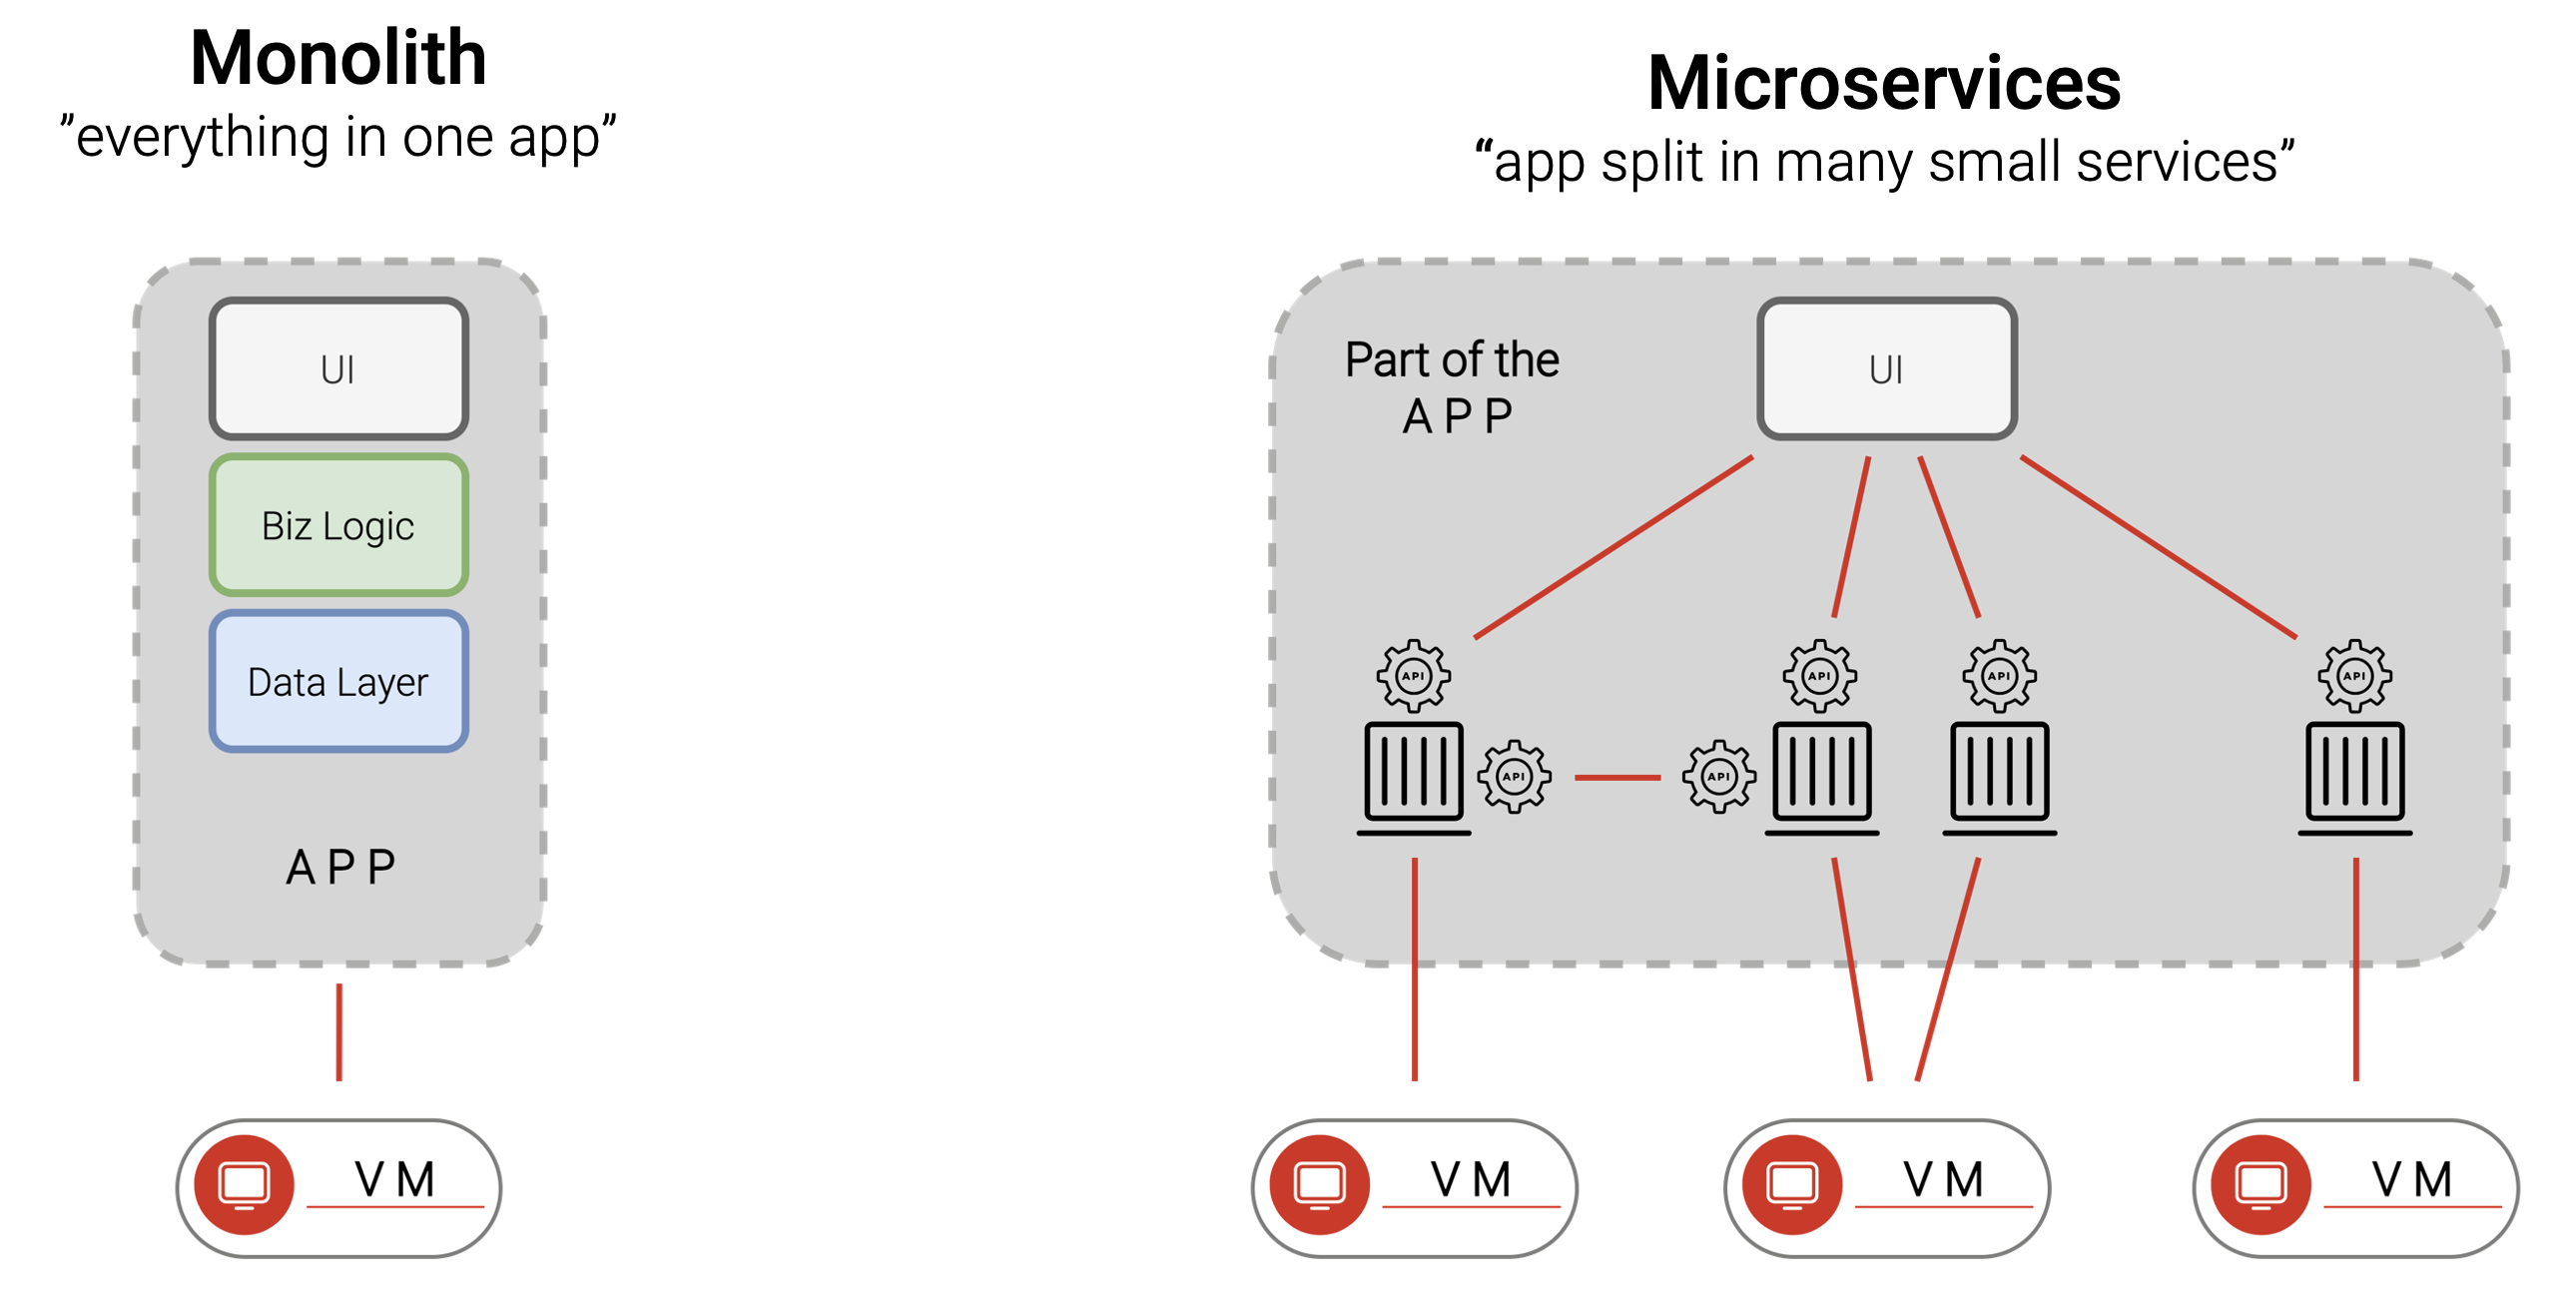 Monolith
”everything in one app”
UI
Biz Logic
Data Layer
APP
VM
Microservices
“app split in many small services”
Part of the
APP
UI
API
API
API
API
API
API
VM
VM
VM